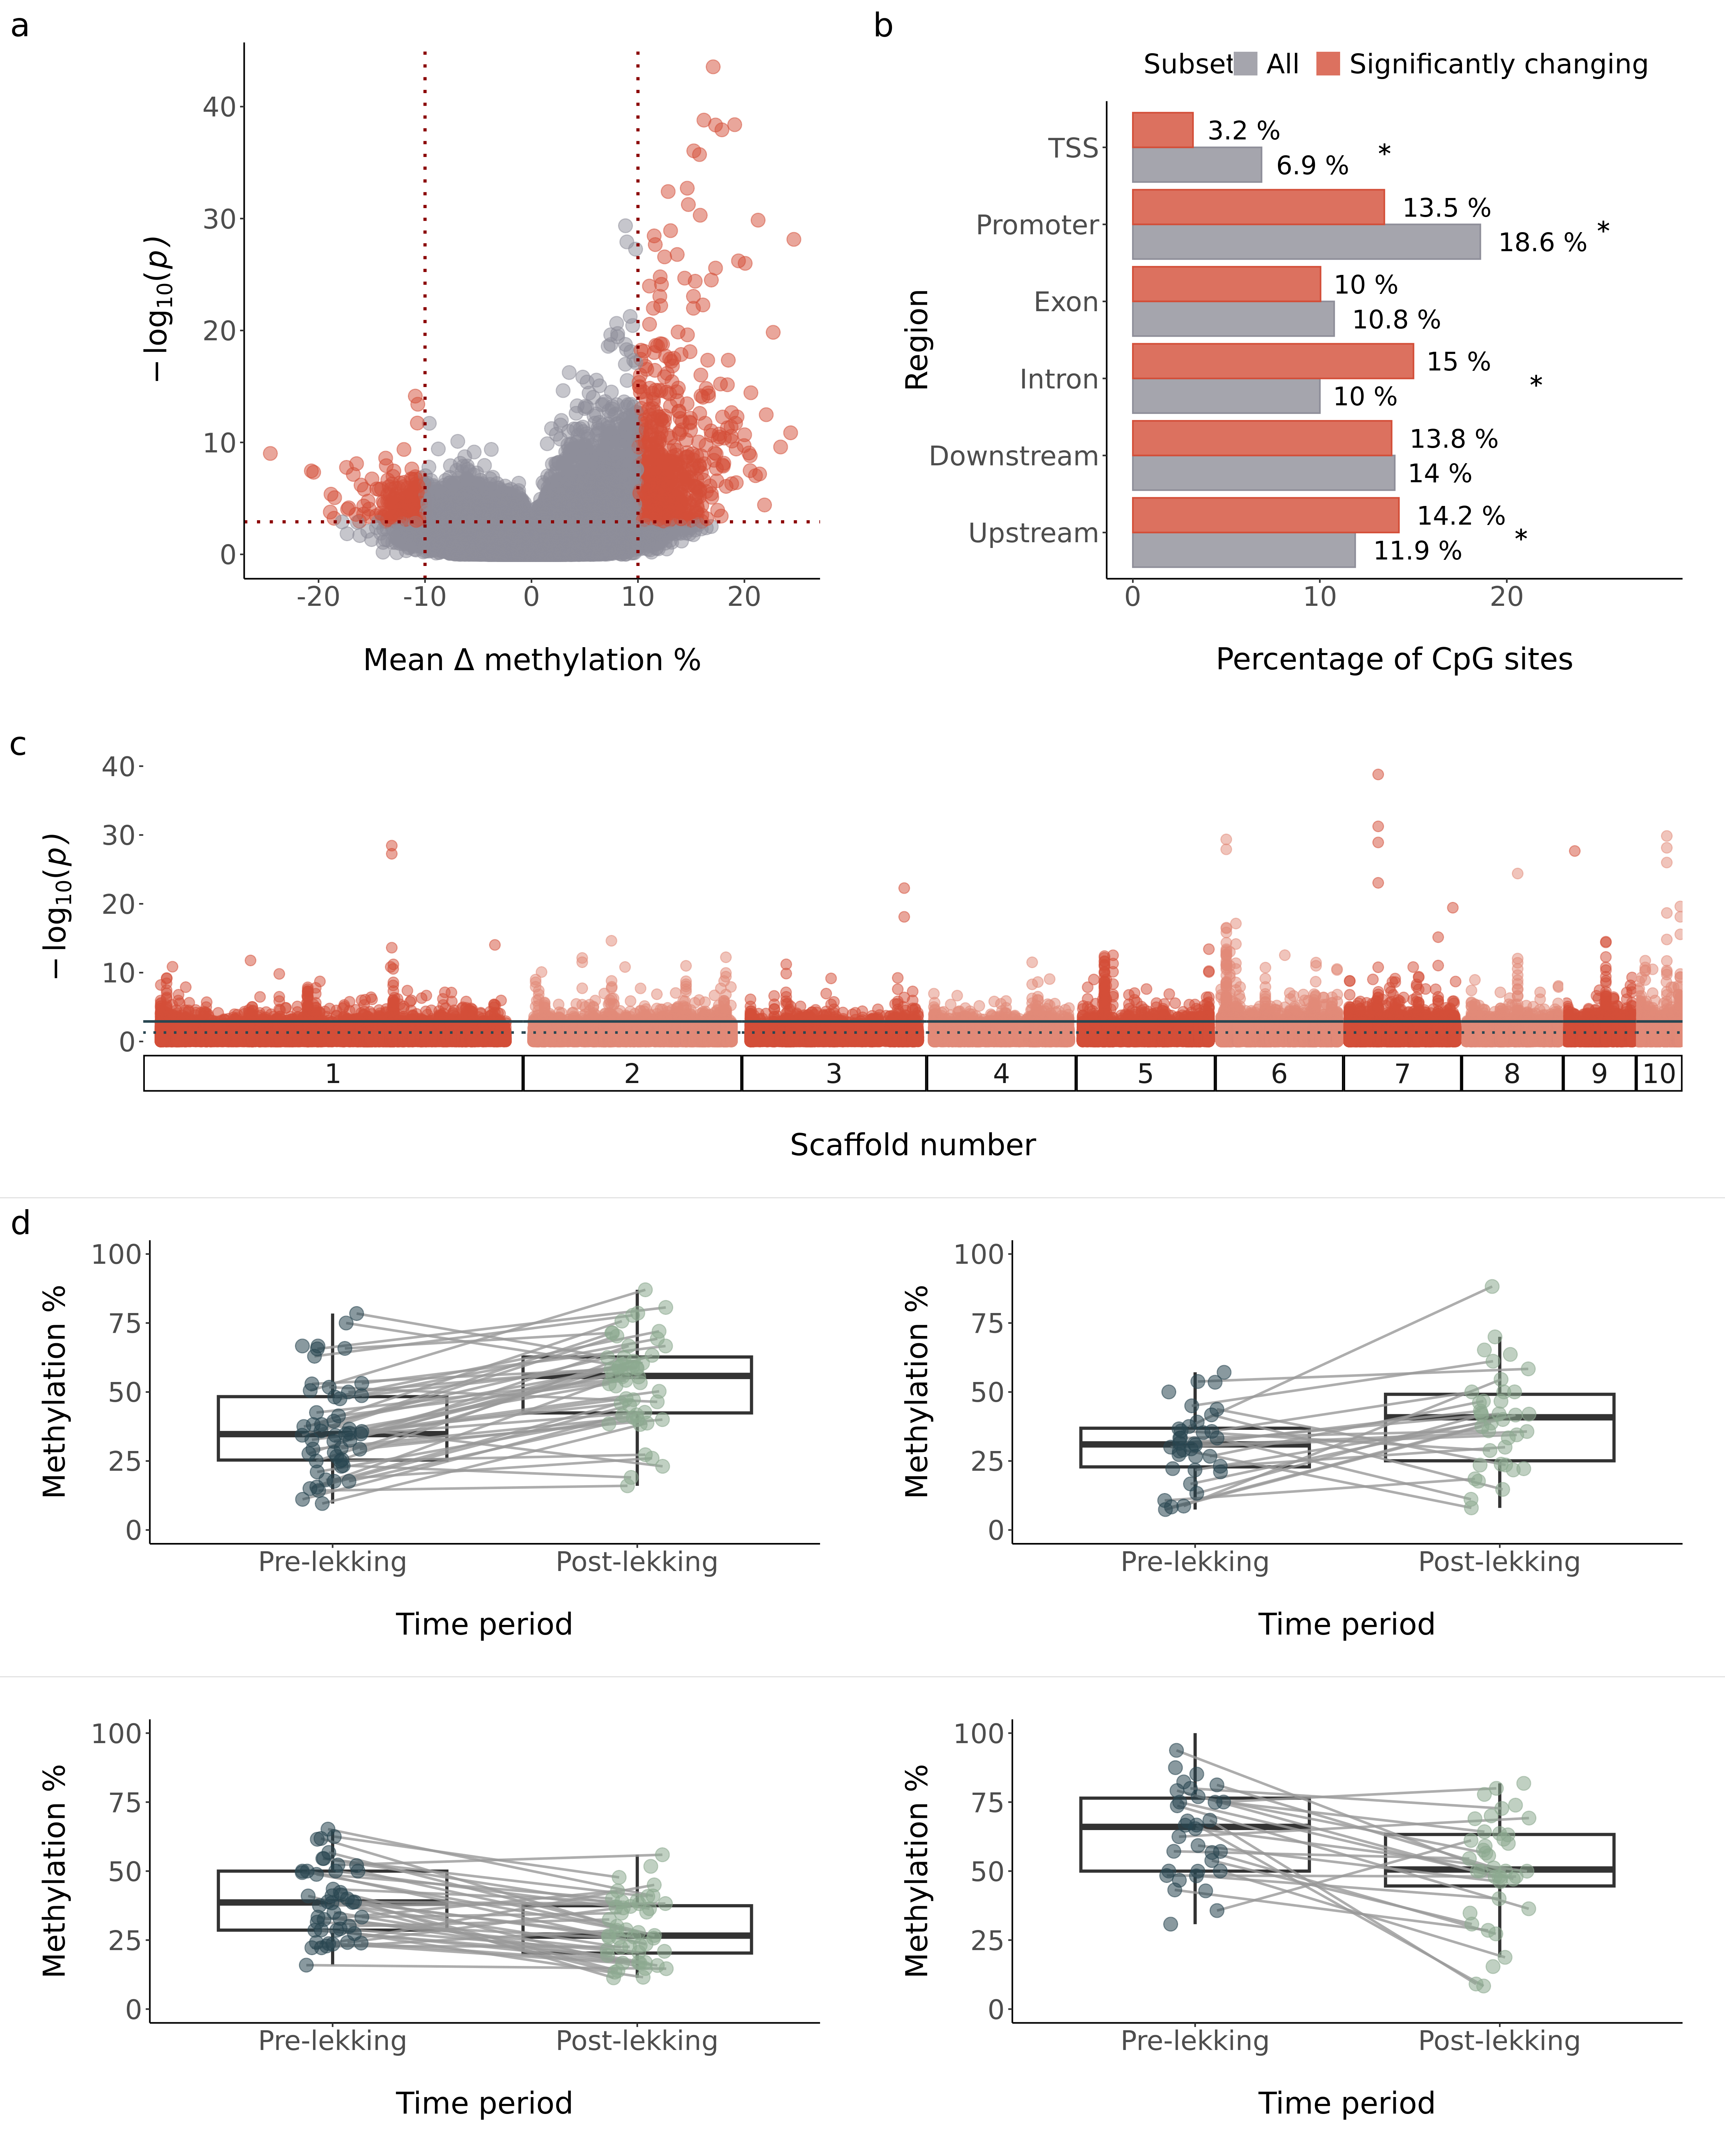 a
40
30
20
10
0
− log10(p)
-20 -10 0 10 20
Mean Δ methylation %
b
Subset All Significantly changing
TSS 3.2 %
6.9 % *
Promoter 13.5 %
18.6 % *
Exon 10 %
10.8 %
Intron 15 %
10 % *
Downstream 13.8 %
14 %
Upstream 14.2 %
11.9 % *
Region
0 10 20
Percentage of CpG sites
c
40
30
20
10
0
− log10(p)
1 2 3 4 5 6 7 8 9 10
Scaffold number
d
100
75
50
25
0
Methylation %
Pre-lekking Post-lekking
Time period
100
75
50
25
0
Methylation %
Pre-lekking Post-lekking
Time period
100
75
50
25
0
Methylation %
Pre-lekking Post-lekking
Time period
100
75
50
25
0
Methylation %
Pre-lekking Post-lekking
Time period